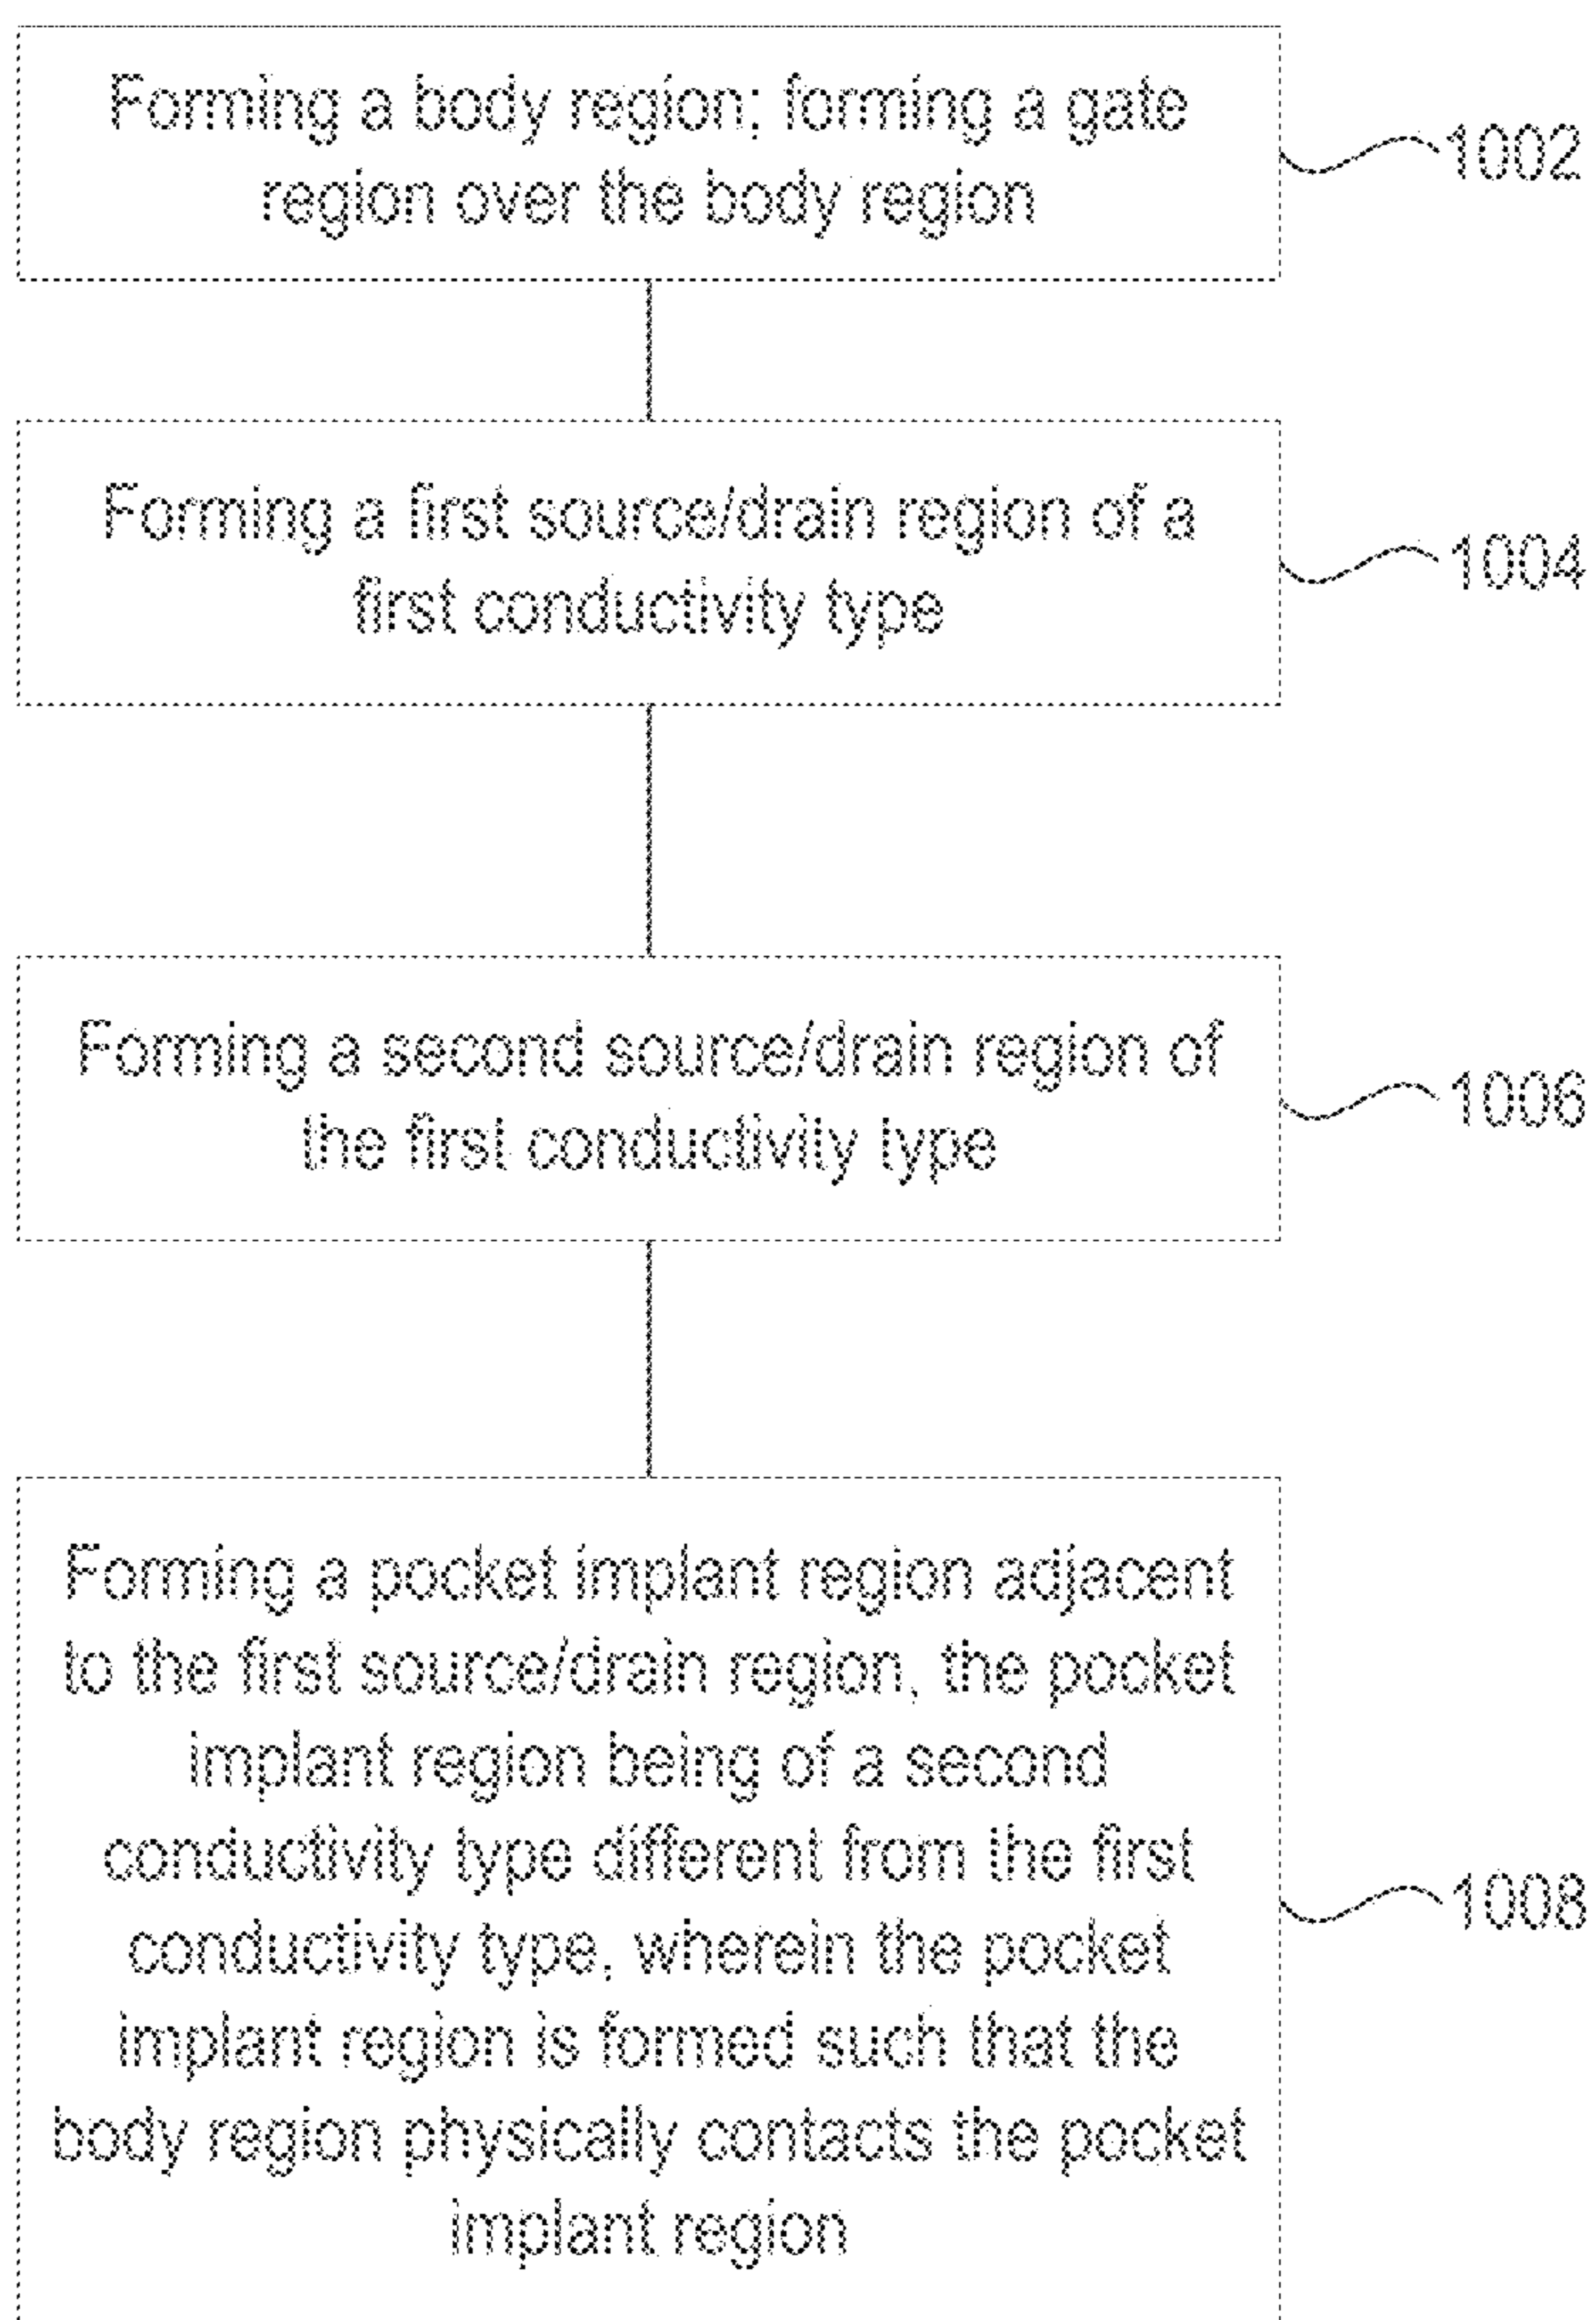 Forming a body region; forming a gate
region over the body region
1002
Forming a first source/drain region of a
first conductivity type
1004
Forming a second source/drain region of
the first conductivity type
1006
Forming a pocket implant region adjacent
to the first source/drain region, the pocket
implant region being of a second
conductivity type different from the first
conductivity type, wherein the pocket
implant region is formed such that the
body region physically contacts the pocket
implant region
1008